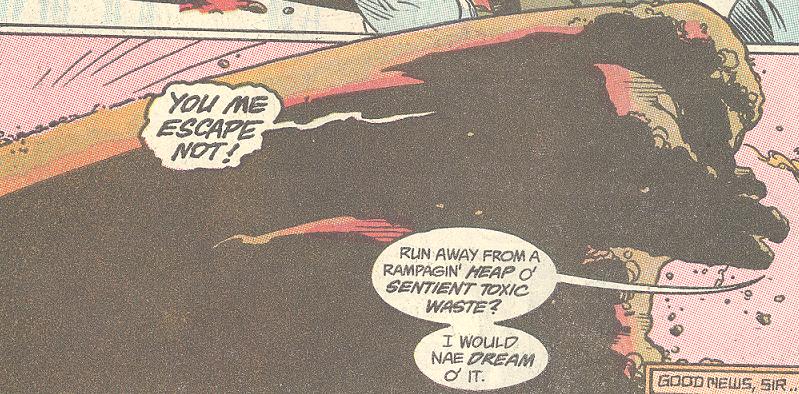 YOU ME
ESCAPE
NOT!
RUN AWAY FROM A
RAMPAGIN' HEAP O'
SENTIENT TOXIC
WASTE?
I WOULD
NAE DREAM
O' IT.
GOOD NEWS, SIR..